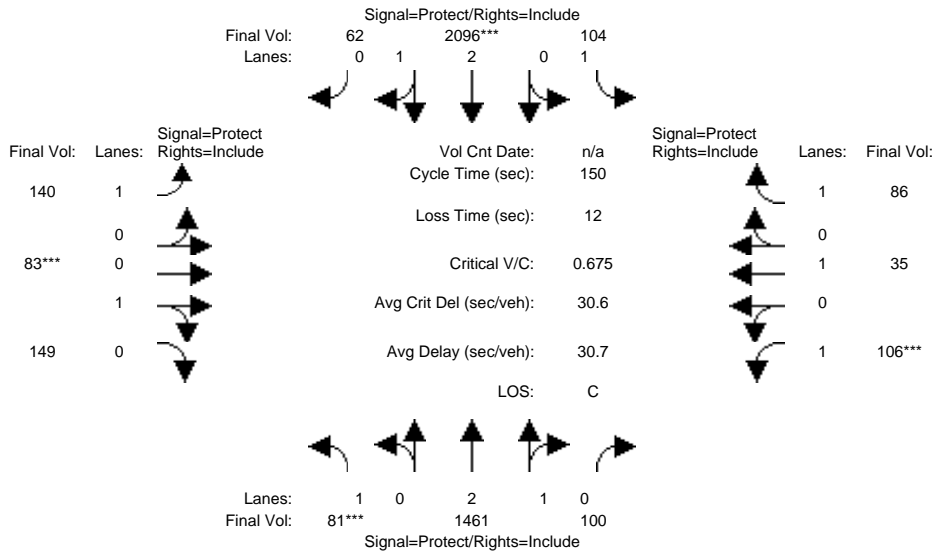 Signal=Protect/Rights=Include
Final Vol: 62 2096*** 104
Lanes: 0 1 2 0 1
Signal=Protect
Final Vol: Lanes: Rights=Include
Vol Cnt Date: n/a
Signal=Protect
Rights=Include Lanes: Final Vol:
Cycle Time (sec): 150
140 1
1 86
Loss Time (sec): 12
0
0
83*** 0
Critical V/C: 0.675
1 35
1
Avg Crit Del (sec/veh): 30.6
0
149 0
Avg Delay (sec/veh): 30.7
1 106***
LOS: C
Lanes: 1 0 2 1 0
Final Vol: 81*** 1461 100
Signal=Protect/Rights=Include